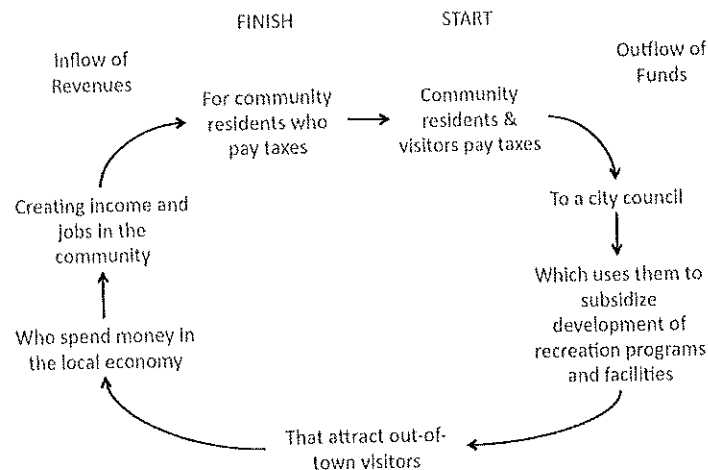 FINISH
START
Inflow of
Revenues
Outflow of
Funds
For community
residents who
pay taxes
Community
residents &
visitors pay taxes
To a city council
Which uses them to
subsidize
development of
recreation programs
and facilities
That attract out-of-
town visitors
Who spend money in
the local economy
Creating income and
jobs in the
community